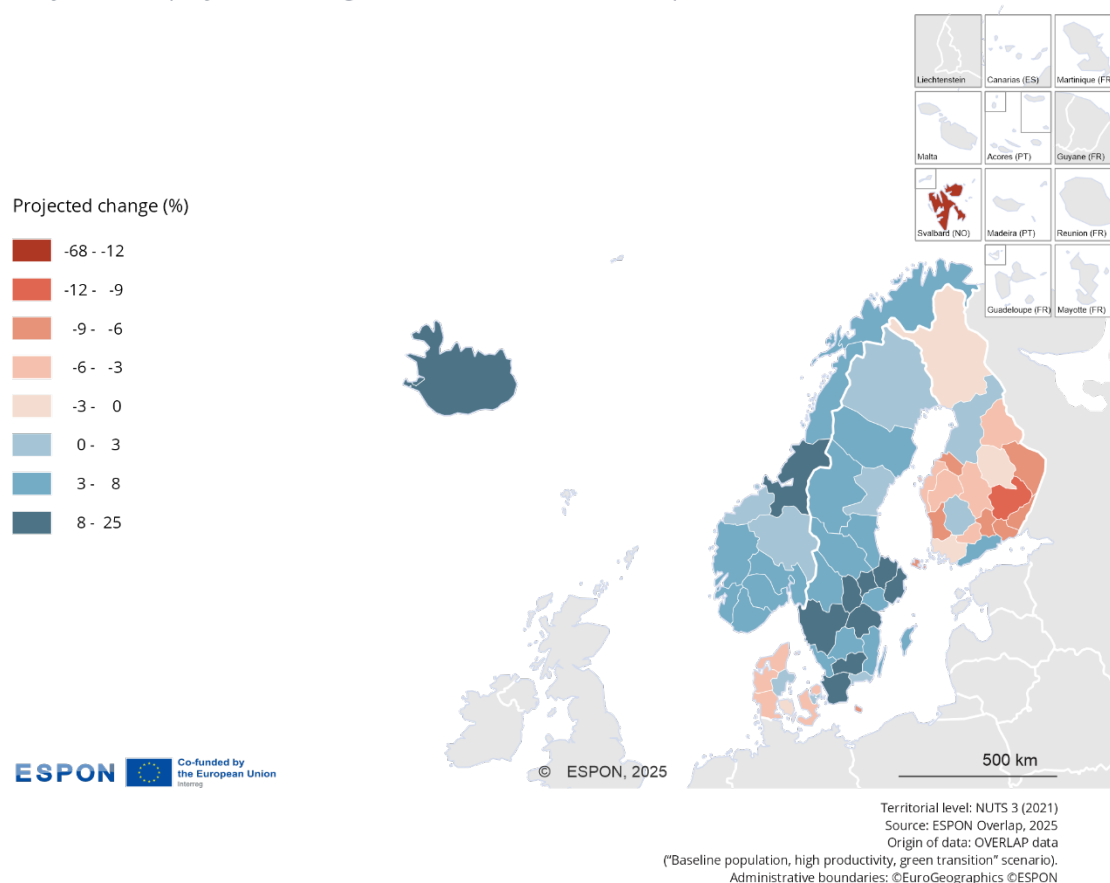 Liechtenstein
Canarias (ES)
Martinique (FR
Malta
Acores (PT)
Guyane (FR)
Projected change (%)
Svalbard (NO)
Madeira (PT)
Reunion (FR)
-68 - -12
-12 - -9
Guadeloupe (FR)
Mayotte (FR)
-9 - -6
-6 - -3
-3 - 0
0 - 3
3 - 8
8 - 25
ESPON
Co-funded by
the European Union
Interreg
© ESPON, 2025
500 km
Territorial level: NUTS 3 (2021)
Source: ESPON Overlap, 2025
Origin of data: OVERLAP data
("Baseline population, high productivity, green transition" scenario).
Administrative boundaries: ©EuroGeographics ©ESPON